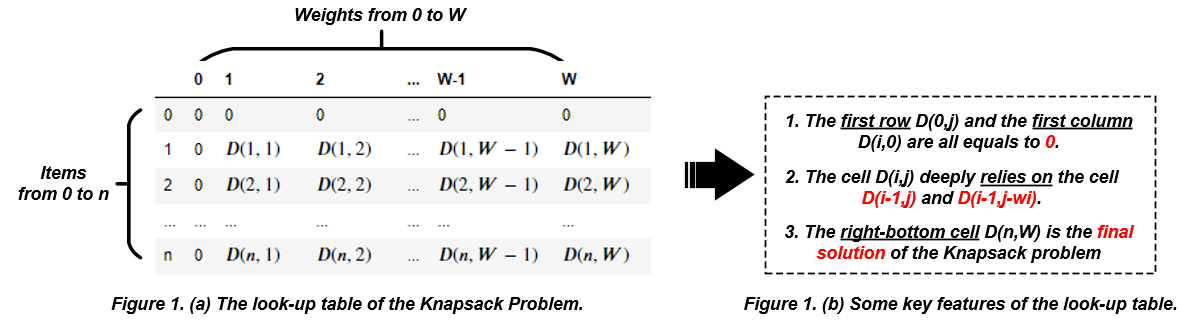 Weights from 0 to W
0 1 2 ... W-1 W
0 0 0 0 ... 0 0
1 0 D(1, 1) D(1, 2) ... D(1, W − 1) D(1, W)
2 0 D(2, 1) D(2, 2) ... D(2, W − 1) D(2, W)
... ... ... ... ... ...
n 0 D(n, 1) D(n, 2) ... D(n, W − 1) D(n, W)
Items
from 0 to n
Figure 1. (a) The look-up table of the Knapsack Problem.
1. The first row D(0,j) and the first column
D(i,0) are all equals to 0.
2. The cell D(i,j) deeply relies on the cell
D(i-1,j) and D(i-1,j-wi).
3. The right-bottom cell D(n,W) is the final
solution of the Knapsack problem
Figure 1. (b) Some key features of the look-up table.